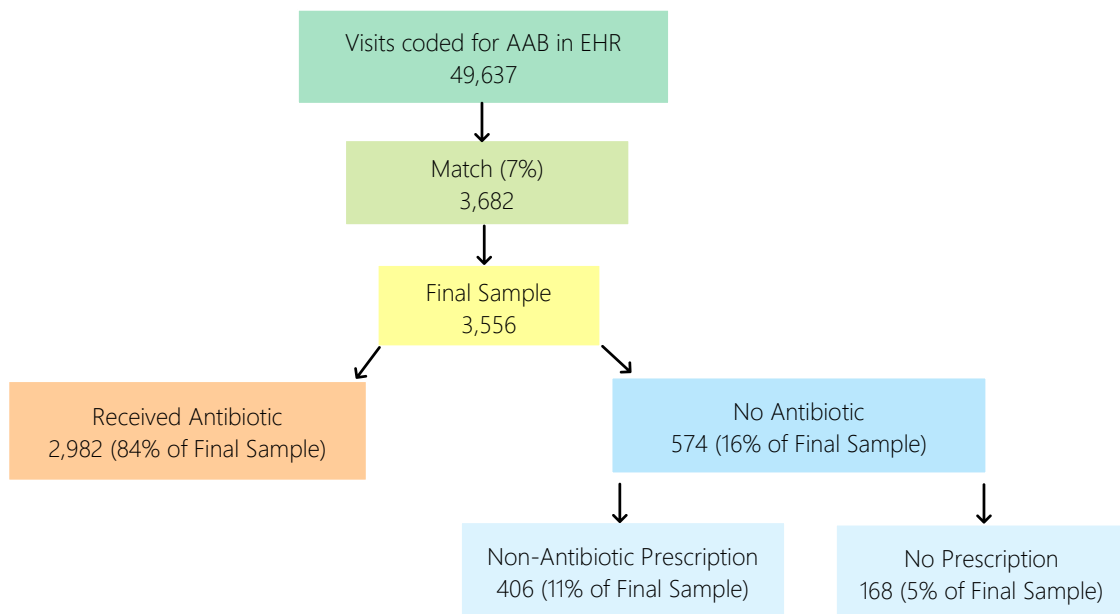 Visits coded for AAB in EHR
49,637
Match (7%)
3,682
Final Sample
3,556
Received Antibiotic
2,982 (84% of Final Sample)
No Antibiotic
574 (16% of Final Sample)
Non-Antibiotic Prescription
406 (11% of Final Sample)
No Prescription
168 (5% of Final Sample)